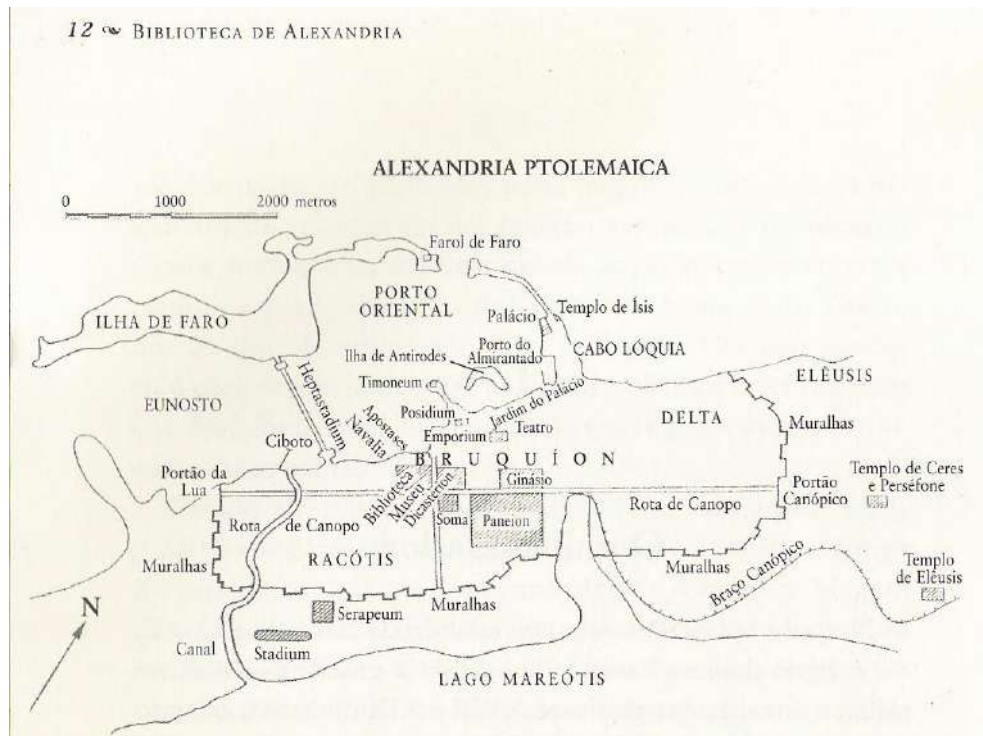 12 BIBLIOTECA DE ALEXANDRIA
ALEXANDRIA PTOLEMAICA
0 1000 2000 metros
Farol de Faro
PORTO
ORIENTAL
Templo de Ísis
Palácio
ILHA DE FARO
Porto do
Almirantado
CABO LÓQUIA
Ilha de Antirodes
Timoneum
ELÊUSIS
Heptastadium
EUNOSTO
Jardim do Palácio
Apostases
Navalia
Posidium
DELTA
Muralhas
Teatro
Emporium
Ciboto
BRUQUÍON
Portão da
Lua
Biblioteca
Museu
Dicasterion
Ginásio
Portão
Canópico
Templo de Ceres
e Perséfone
Rota de Canopo
Soma
Paneion
Rota de Canopo
RACÓTIS
Muralhas
Muralhas
Braço Canópico
Templo
de Elêusis
N
Serapeum
Muralhas
Canal
Stadium
LAGO MAREÓTIS